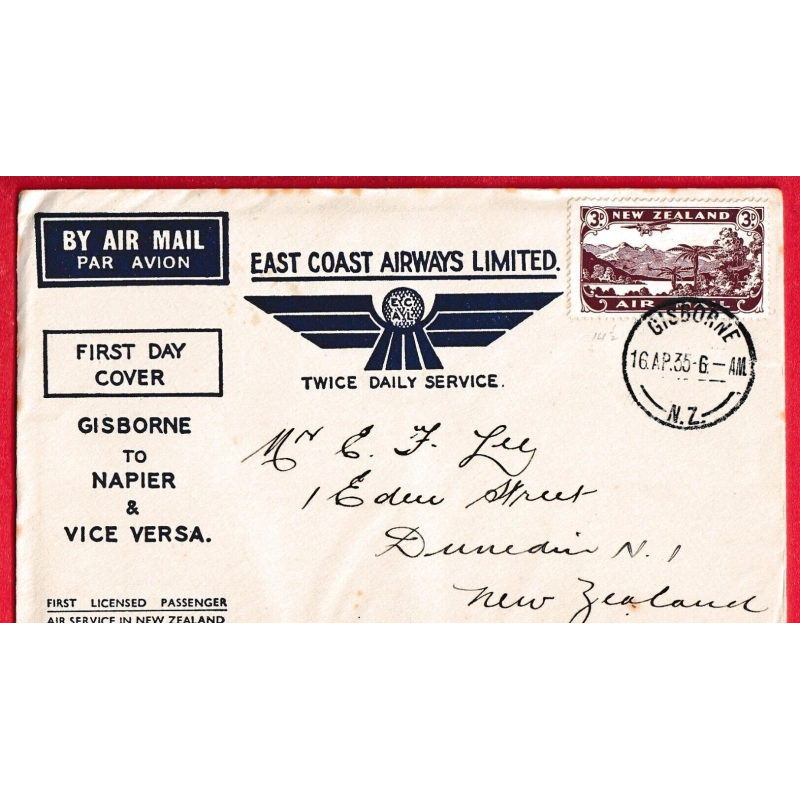 BY AIR MAIL
PAR AVION
EAST COAST AIRWAYS LIMITED.
E.C
A.L
TWICE DAILY SERVICE.
3D NEW ZEALAND 3D
AIR MAIL
GISBORNE
16.AP.35-6.-AM
N.Z.
FIRST DAY
COVER
GISBORNE
TO
NAPIER
&
VICE VERSA.
FIRST LICENSED PASSENGER
AIR SERVICE IN NEW ZEALAND
Mr E. F. Ley
1 Eden Street
Dunedin N.1
New Zealand